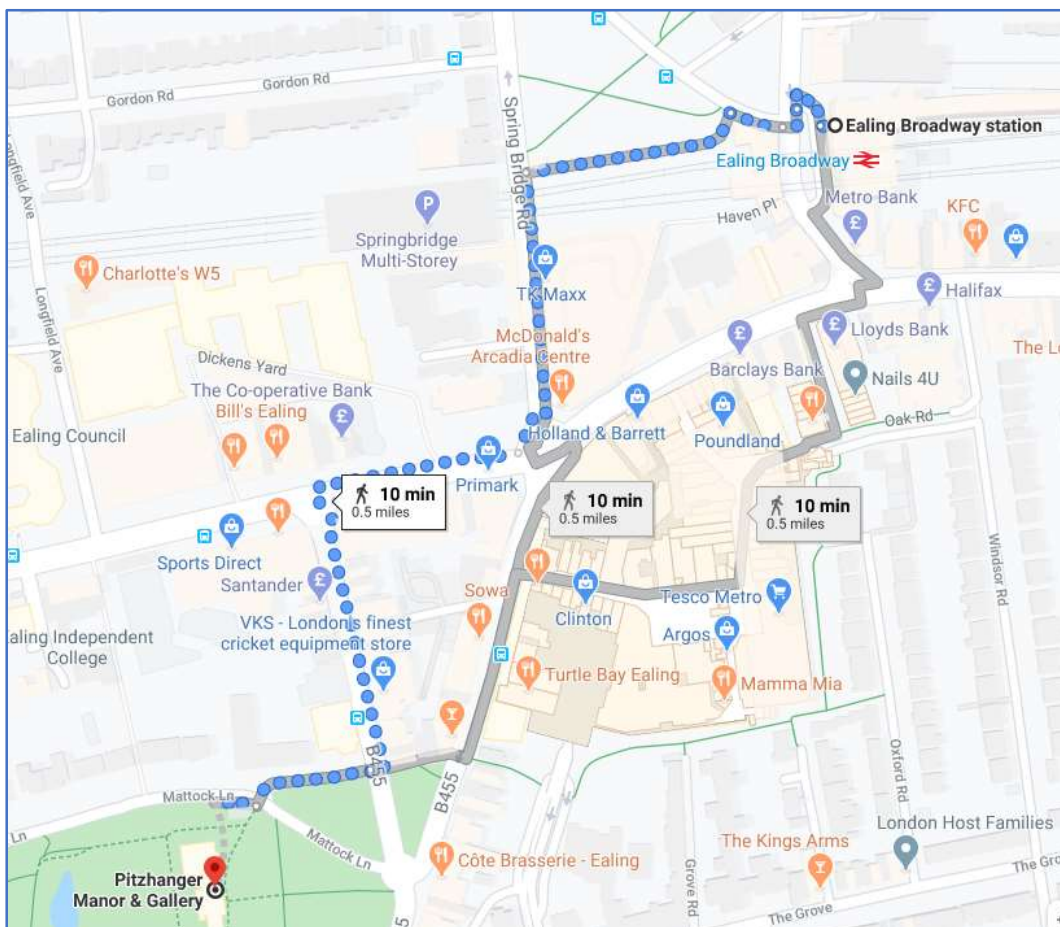 Gordon Rd
Gordon Rd
Longfield Ave
Spring Bridge Rd
Ealing Broadway station
Ealing Broadway
Metro Bank
KFC
Haven Pl
P
Springbridge
Multi-Storey
Charlotte's W5
Longfield Ave
TK Maxx
Halifax
McDonald's
Arcadia Centre
Lloyds Bank
Dickens Yard
Barclays Bank
The Lo
Nails 4U
The Co-operative Bank
Bill's Ealing
Ealing Council
Holland & Barrett
Poundland
Oak Rd
Primark
10 min
0.5 miles
10 min
0.5 miles
10 min
0.5 miles
Sports Direct
Santander
Windsor Rd
Sowa
Clinton
Tesco Metro
VKS - London's finest
cricket equipment store
Argos
aling Independent
College
Turtle Bay Ealing
Mamma Mia
B455
B455
Oxford Rd
Mattock Ln
Ln
Mattock Ln
London Host Families
The Kings Arms
Côte Brasserie - Ealing
Pitzhanger
Manor & Gallery
Grove Rd
The Gro
The Grove